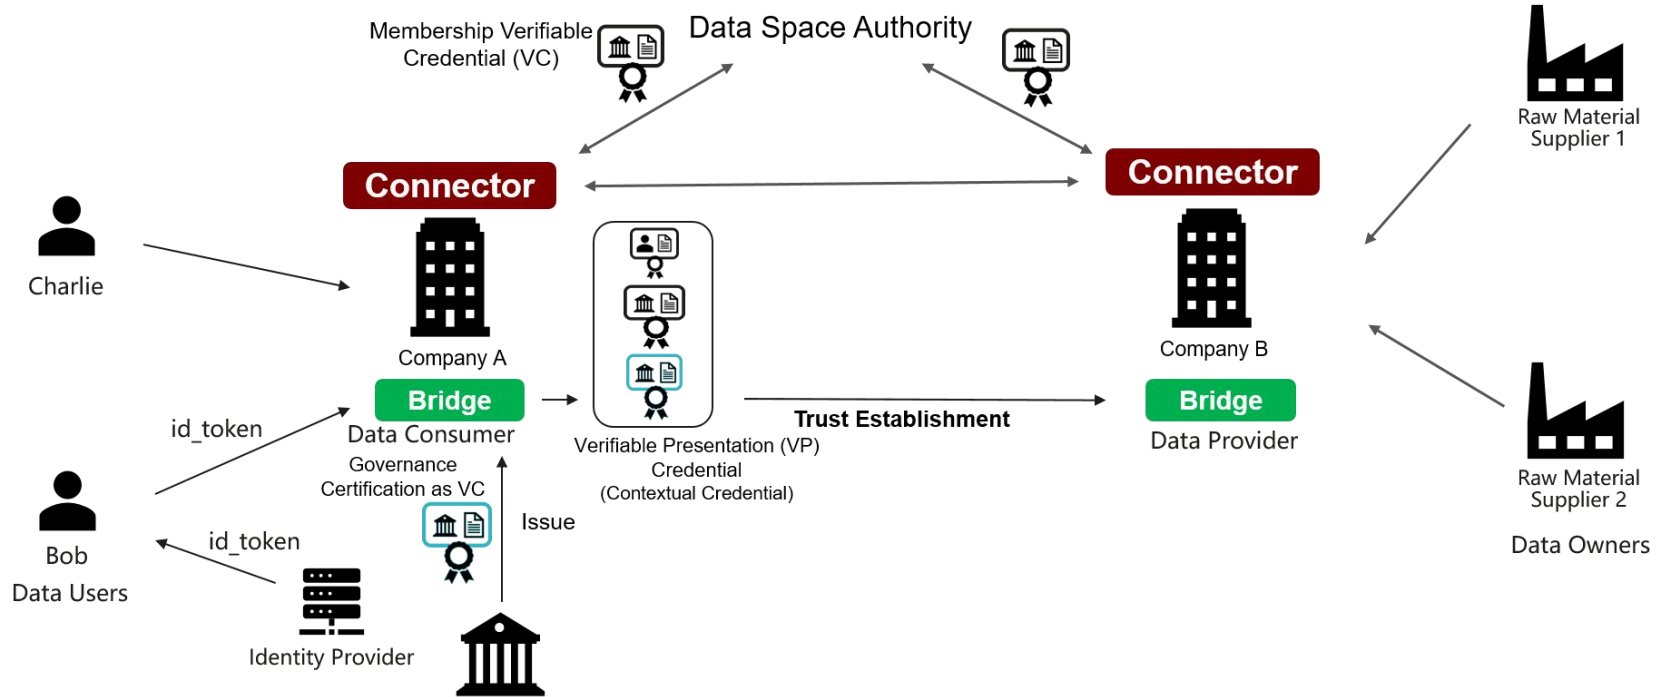 Membership Verifiable
Credential (VC)
Data Space Authority
Raw Material
Supplier 1
Connector
Connector
Charlie
Company A
Company B
Bridge
Bridge
id_token
Trust Establishment
Data Consumer
Data Provider
Verifiable Presentation (VP)
Credential
(Contextual Credential)
Governance
Certification as VC
Raw Material
Supplier 2
Issue
id_token
Bob
Data Owners
Data Users
Identity Provider